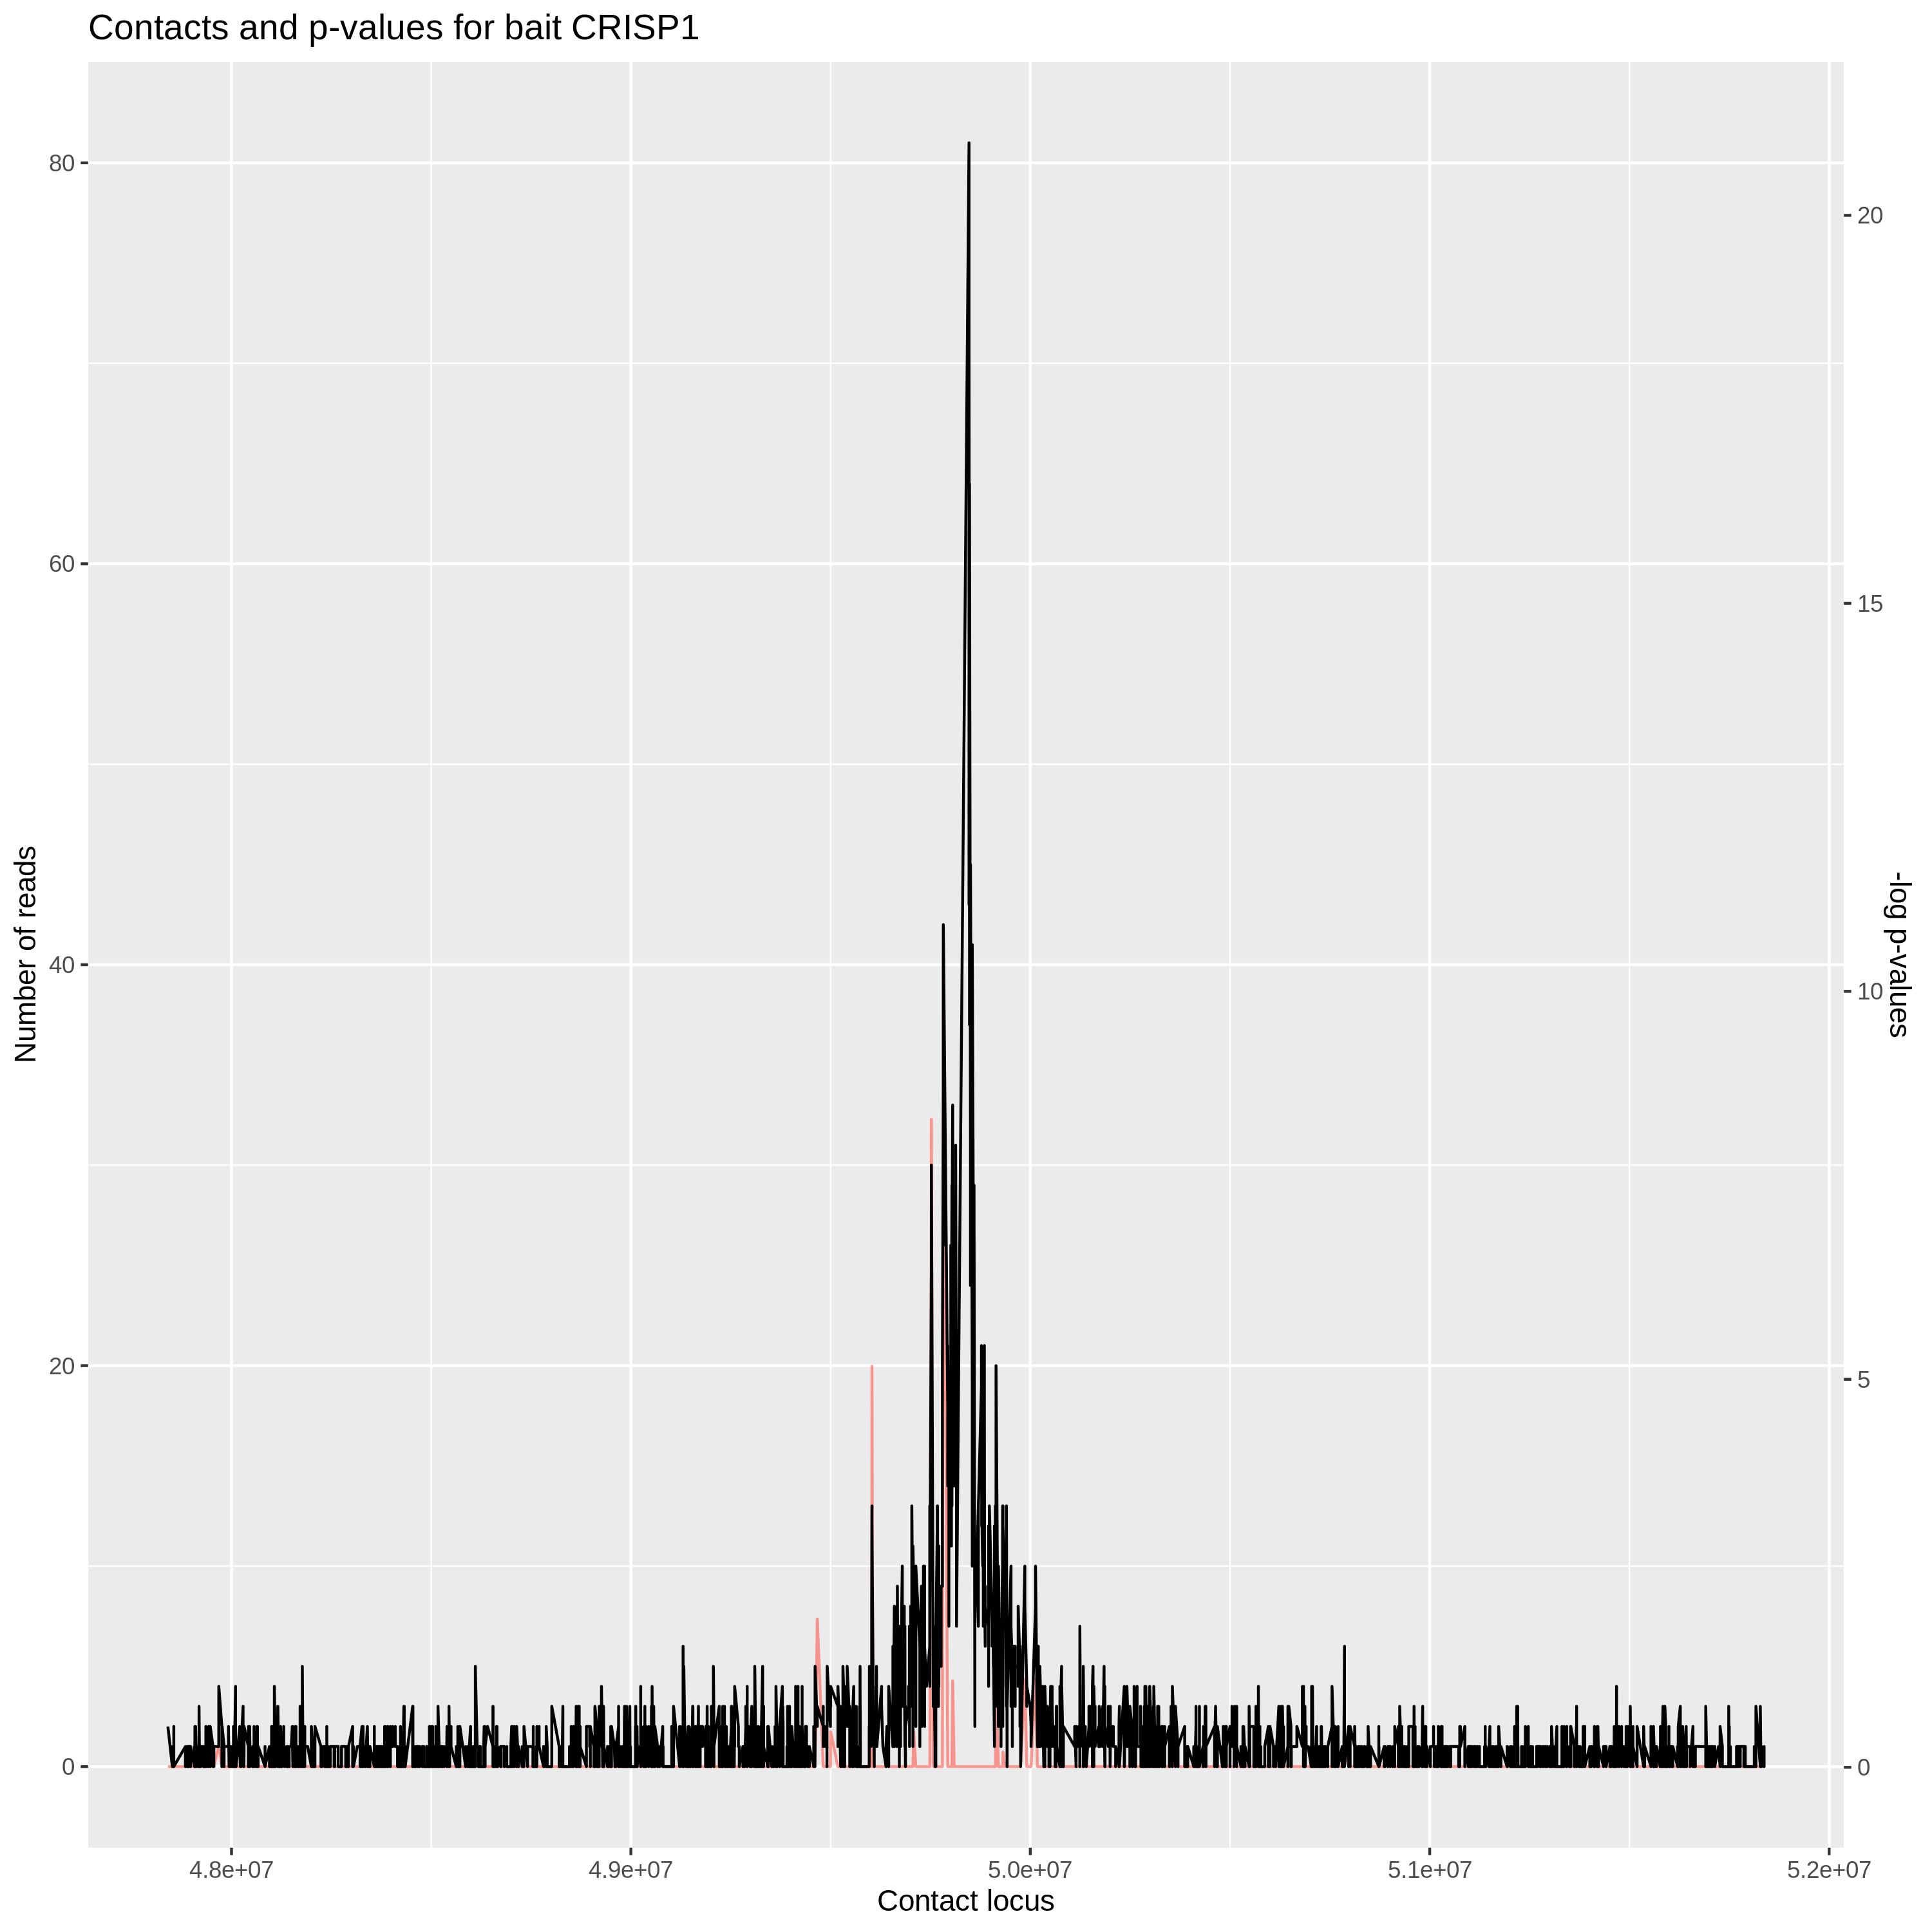 Contacts and p-values for bait CRISP1
80
60
40
20
0
Number of reads
20
15
10
5
0
-log p-values
4.8e+07
4.9e+07
5.0e+07
5.1e+07
5.2e+07
Contact locus